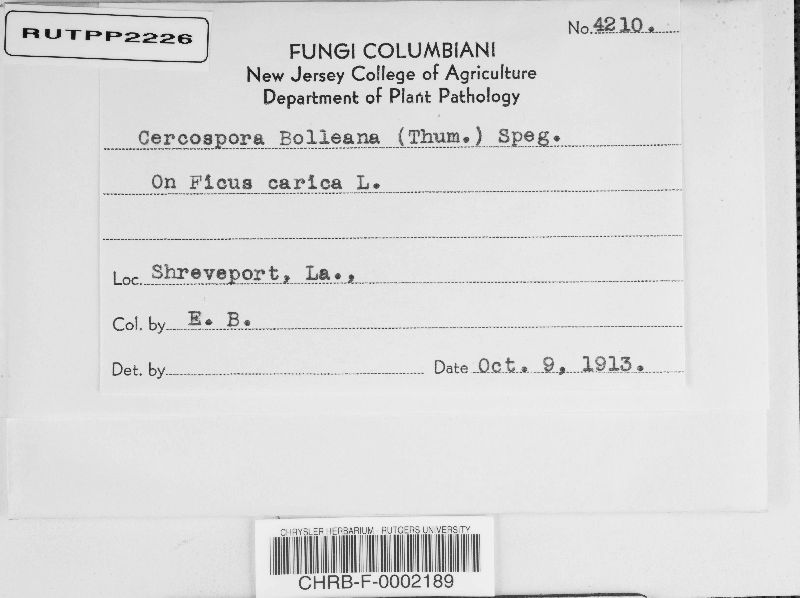 RUTPP2226
No. 4210.
FUNGI COLUMBIANI
New Jersey College of Agriculture
Department of Plant Pathology
Cercospora Bolleana (Thum.) Speg.
On Ficus carica L.
Loc. Shreveport, La.,
Col. by E. B.
Det. by
Date Oct. 9, 1913.
CHRYSLER HERBARIUM - RUTGERS UNIVERSITY
CHRB-F-0002189